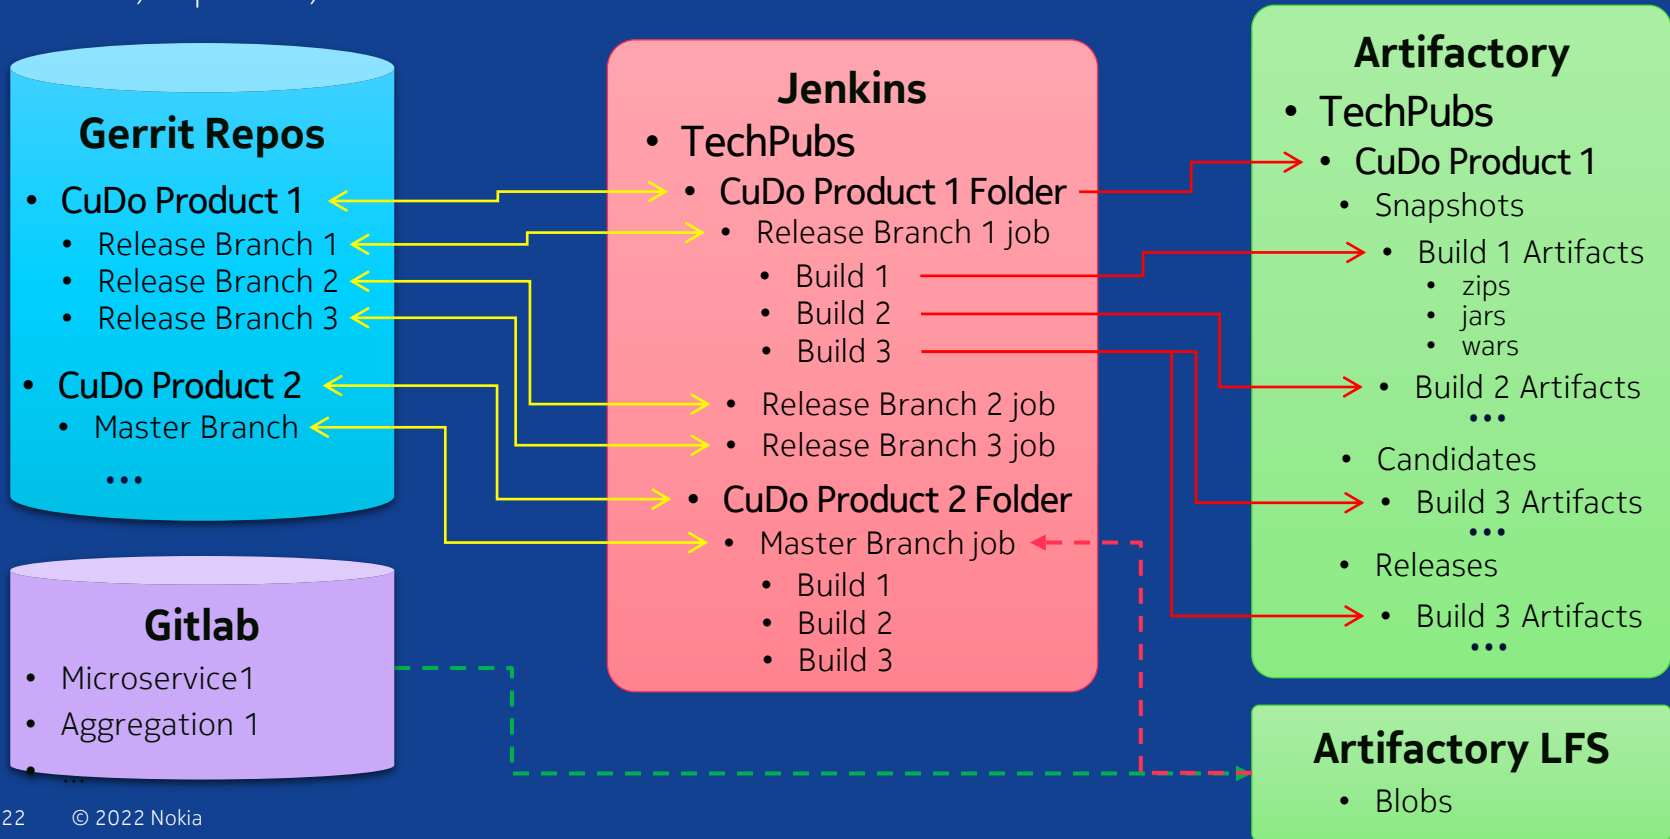 Gerrit Repos
• CuDo Product 1
• Release Branch 1
• Release Branch 2
• Release Branch 3
• CuDo Product 2
• Master Branch
...
Gitlab
• Microservice1
• Aggregation 1
• ...
Jenkins
• TechPubs
• CuDo Product 1 Folder
• Release Branch 1 job
• Build 1
• Build 2
• Build 3
• Release Branch 2 job
• Release Branch 3 job
• CuDo Product 2 Folder
• Master Branch job
• Build 1
• Build 2
• Build 3
Artifactory
• TechPubs
• CuDo Product 1
• Snapshots
• Build 1 Artifacts
• zips
• jars
• wars
• Build 2 Artifacts
...
• Candidates
• Build 3 Artifacts
...
• Releases
• Build 3 Artifacts
...
Artifactory LFS
• Blobs
22 © 2022 Nokia